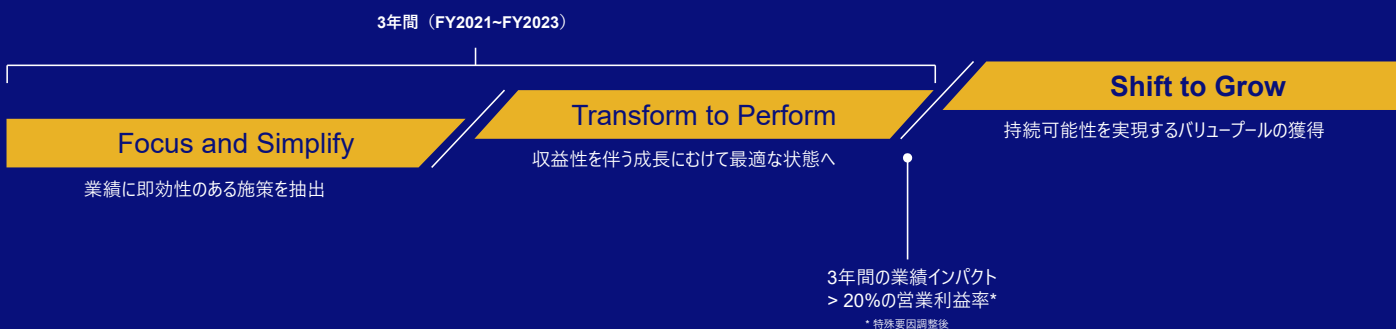 3年間（FY2021~FY2023）
Focus and Simplify
業績に即効性のある施策を抽出
Transform to Perform
収益性を伴う成長にむけて最適な状態へ
Shift to Grow
持続可能性を実現するバリュープールの獲得
3年間の業績インパクト
> 20%の営業利益率*
* 特殊要因調整後